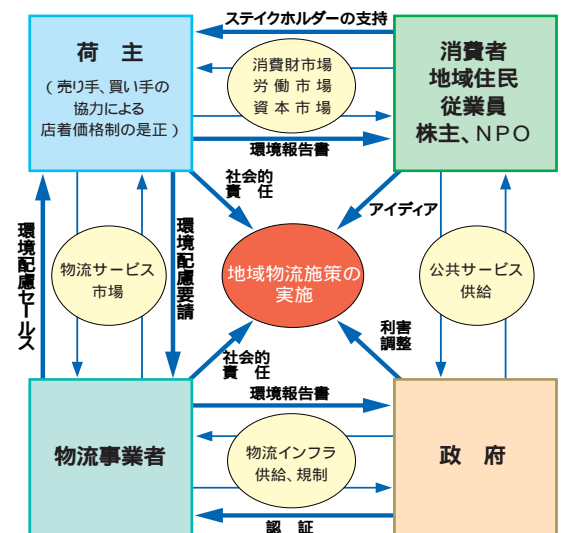 ステイクホルダーの支持
荷 主
(売り手、買い手の
協力による
店着価格制の是正)
消費財市場
労働市場
資本市場
消費者
地域住民
従業員
株主、NPO
環境報告書
社会的
責 任
アイディア
環境配慮セールス
物流サービス
市場
環境配慮要請
地域物流施策の
実施
公共サービス
供給
社会的
責 任
利害
調整
環境報告書
物流事業者
物流インフラ
供給、規制
政 府
認 証